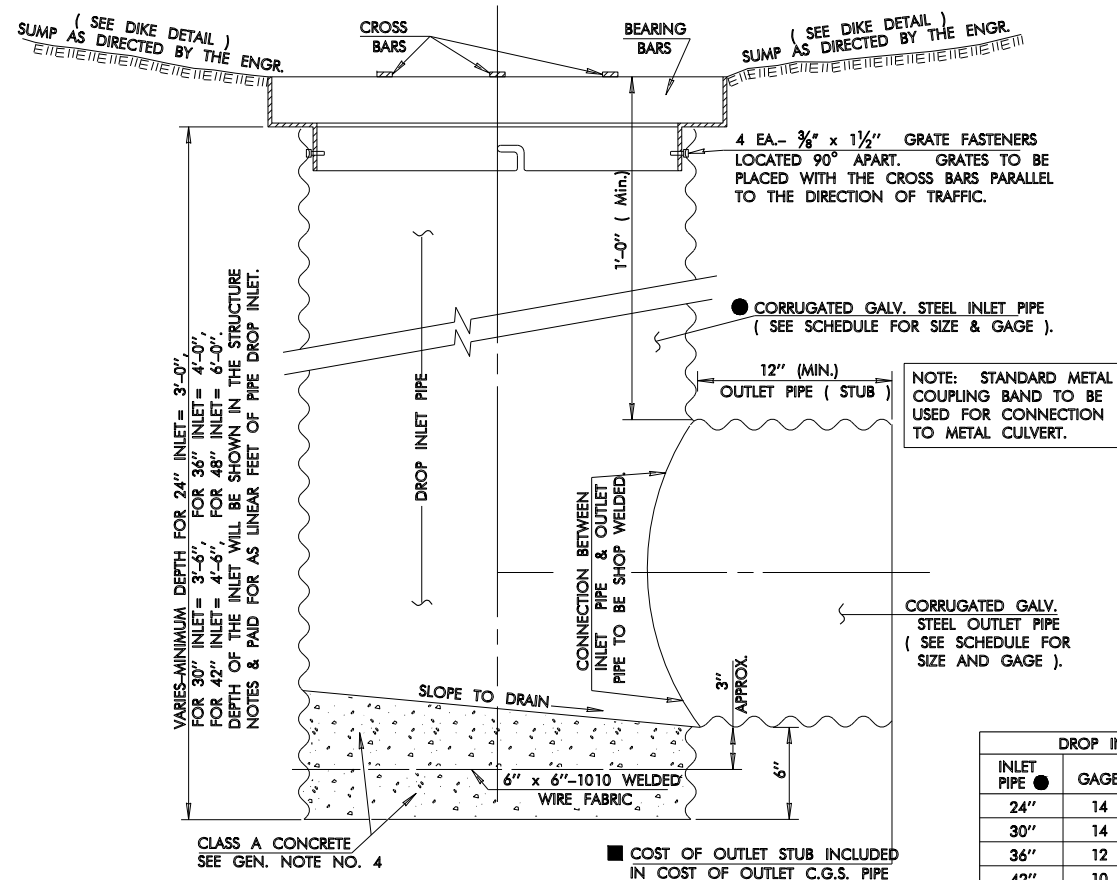 ( SEE DIKE DETAIL )
SUMP AS DIRECTED BY THE ENGR.
CROSS
BARS
BEARING
BARS
( SEE DIKE DETAIL )
SUMP AS DIRECTED BY THE ENGR.
4 EA.- 3/8" x 1 1/2" GRATE FASTENERS
LOCATED 90° APART. GRATES TO BE
PLACED WITH THE CROSS BARS PARALLEL
TO THE DIRECTION OF TRAFFIC.
1'-0" ( Min.)
● CORRUGATED GALV. STEEL INLET PIPE
( SEE SCHEDULE FOR SIZE & GAGE ).
12" (MIN.)
OUTLET PIPE ( STUB )
NOTE: STANDARD METAL
COUPLING BAND TO BE
USED FOR CONNECTION
TO METAL CULVERT.
VARIES-MINIMUM DEPTH FOR 24" INLET= 3'-0",
FOR 30" INLET= 3'-6", FOR 36" INLET= 4'-0",
FOR 42" INLET= 4'-6", FOR 48" INLET= 6'-0".
DEPTH OF THE INLET WILL BE SHOWN IN THE STRUCTURE
NOTES & PAID FOR AS LINEAR FEET OF PIPE DROP INLET.
DROP INLET PIPE
CONNECTION BETWEEN
INLET PIPE & OUTLET
PIPE TO BE SHOP WELDED.
CORRUGATED GALV.
STEEL OUTLET PIPE
( SEE SCHEDULE FOR
SIZE AND GAGE ).
SLOPE TO DRAIN
3"
APPROX.
6"
6" x 6"-1010 WELDED
WIRE FABRIC
CLASS A CONCRETE
SEE GEN. NOTE NO. 4
■ COST OF OUTLET STUB INCLUDED
IN COST OF OUTLET C.G.S. PIPE
DROP IN
INLET
PIPE ● GAGE
24" 14
30" 14
36" 12
42" 10